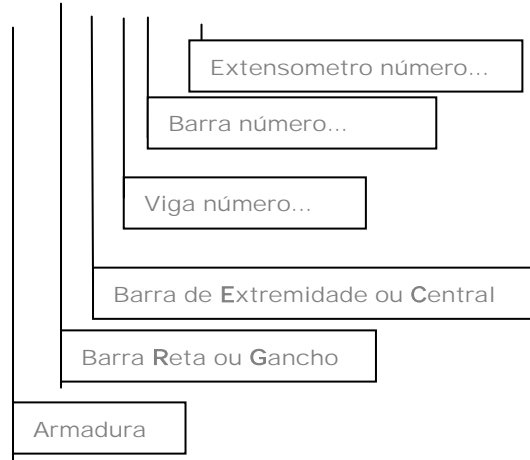 Extensometro número...
Barra número...
Viga número...
Barra de Extremidade ou Central
Barra Reta ou Gancho
Armadura